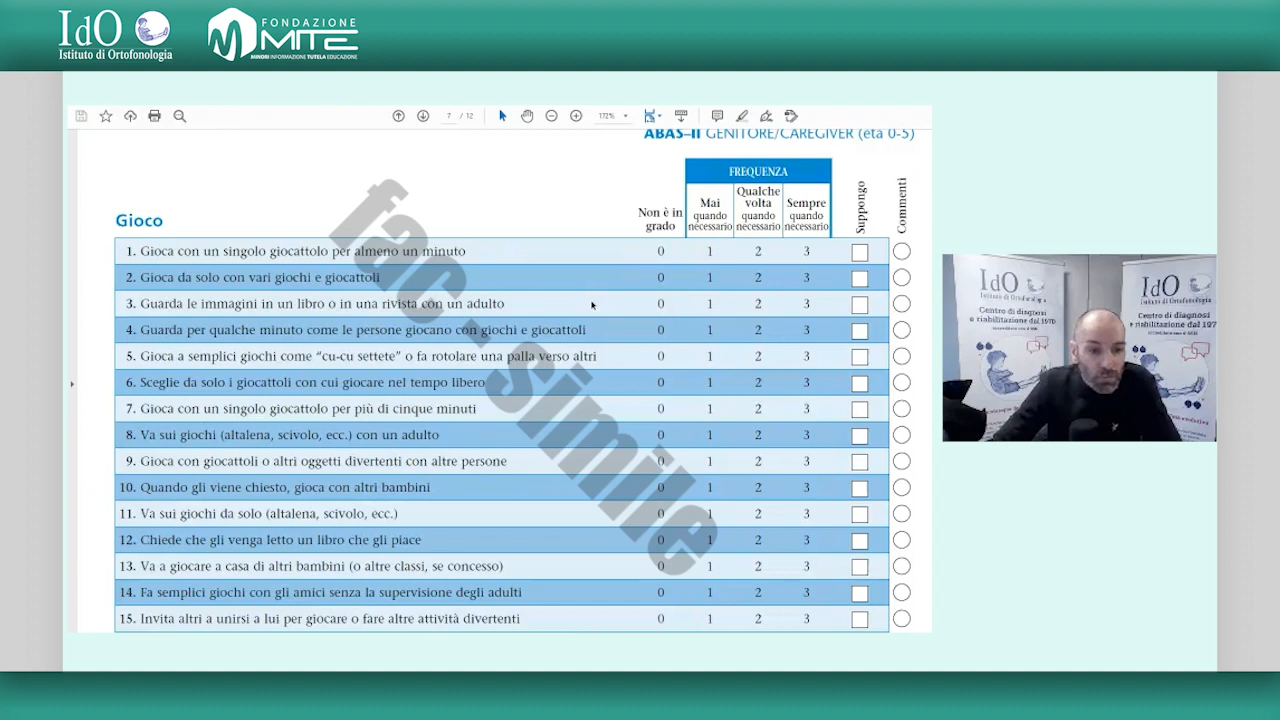 IdO
Istituto di Ortofonologia
FONDAZIONE
MITE
MINORI INFORMAZIONE TUTELA EDUCAZIONE
7 / 12
172%
ABAS–II GENITORE/CAREGIVER (età 0-5)
Gioco
Non è in grado
FREQUENZA
Mai quando necessario
Qualche volta quando necessario
Sempre quando necessario
Suppongo
Commenti
1. Gioca con un singolo giocattolo per almeno un minuto 0 1 2 3
2. Gioca da solo con vari giochi e giocattoli 0 1 2 3
3. Guarda le immagini in un libro o in una rivista con un adulto 0 1 2 3
4. Guarda per qualche minuto come le persone giocano con giochi e giocattoli 0 1 2 3
5. Gioca a semplici giochi come “cu-cu settete” o fa rotolare una palla verso altri 0 1 2 3
6. Sceglie da solo i giocattoli con cui giocare nel tempo libero 0 1 2 3
7. Gioca con un singolo giocattolo per più di cinque minuti 0 1 2 3
8. Va sui giochi (altalena, scivolo, ecc.) con un adulto 0 1 2 3
9. Gioca con giocattoli o altri oggetti divertenti con altre persone 0 1 2 3
10. Quando gli viene chiesto, gioca con altri bambini 0 1 2 3
11. Va sui giochi da solo (altalena, scivolo, ecc.) 0 1 2 3
12. Chiede che gli venga letto un libro che gli piace 0 1 2 3
13. Va a giocare a casa di altri bambini (o altre classi, se concesso) 0 1 2 3
14. Fa semplici giochi con gli amici senza la supervisione degli adulti 0 1 2 3
15. Invita altri a unirsi a lui per giocare o fare altre attività divertenti 0 1 2 3
fac-simile
IdO
Istituto di Ortofonologia
Centro di diagnosi
e riabilitazione dal 1970
IdO
Istituto di Ortofonologia
Centro di diagnosi
e riabilitazione dal 197